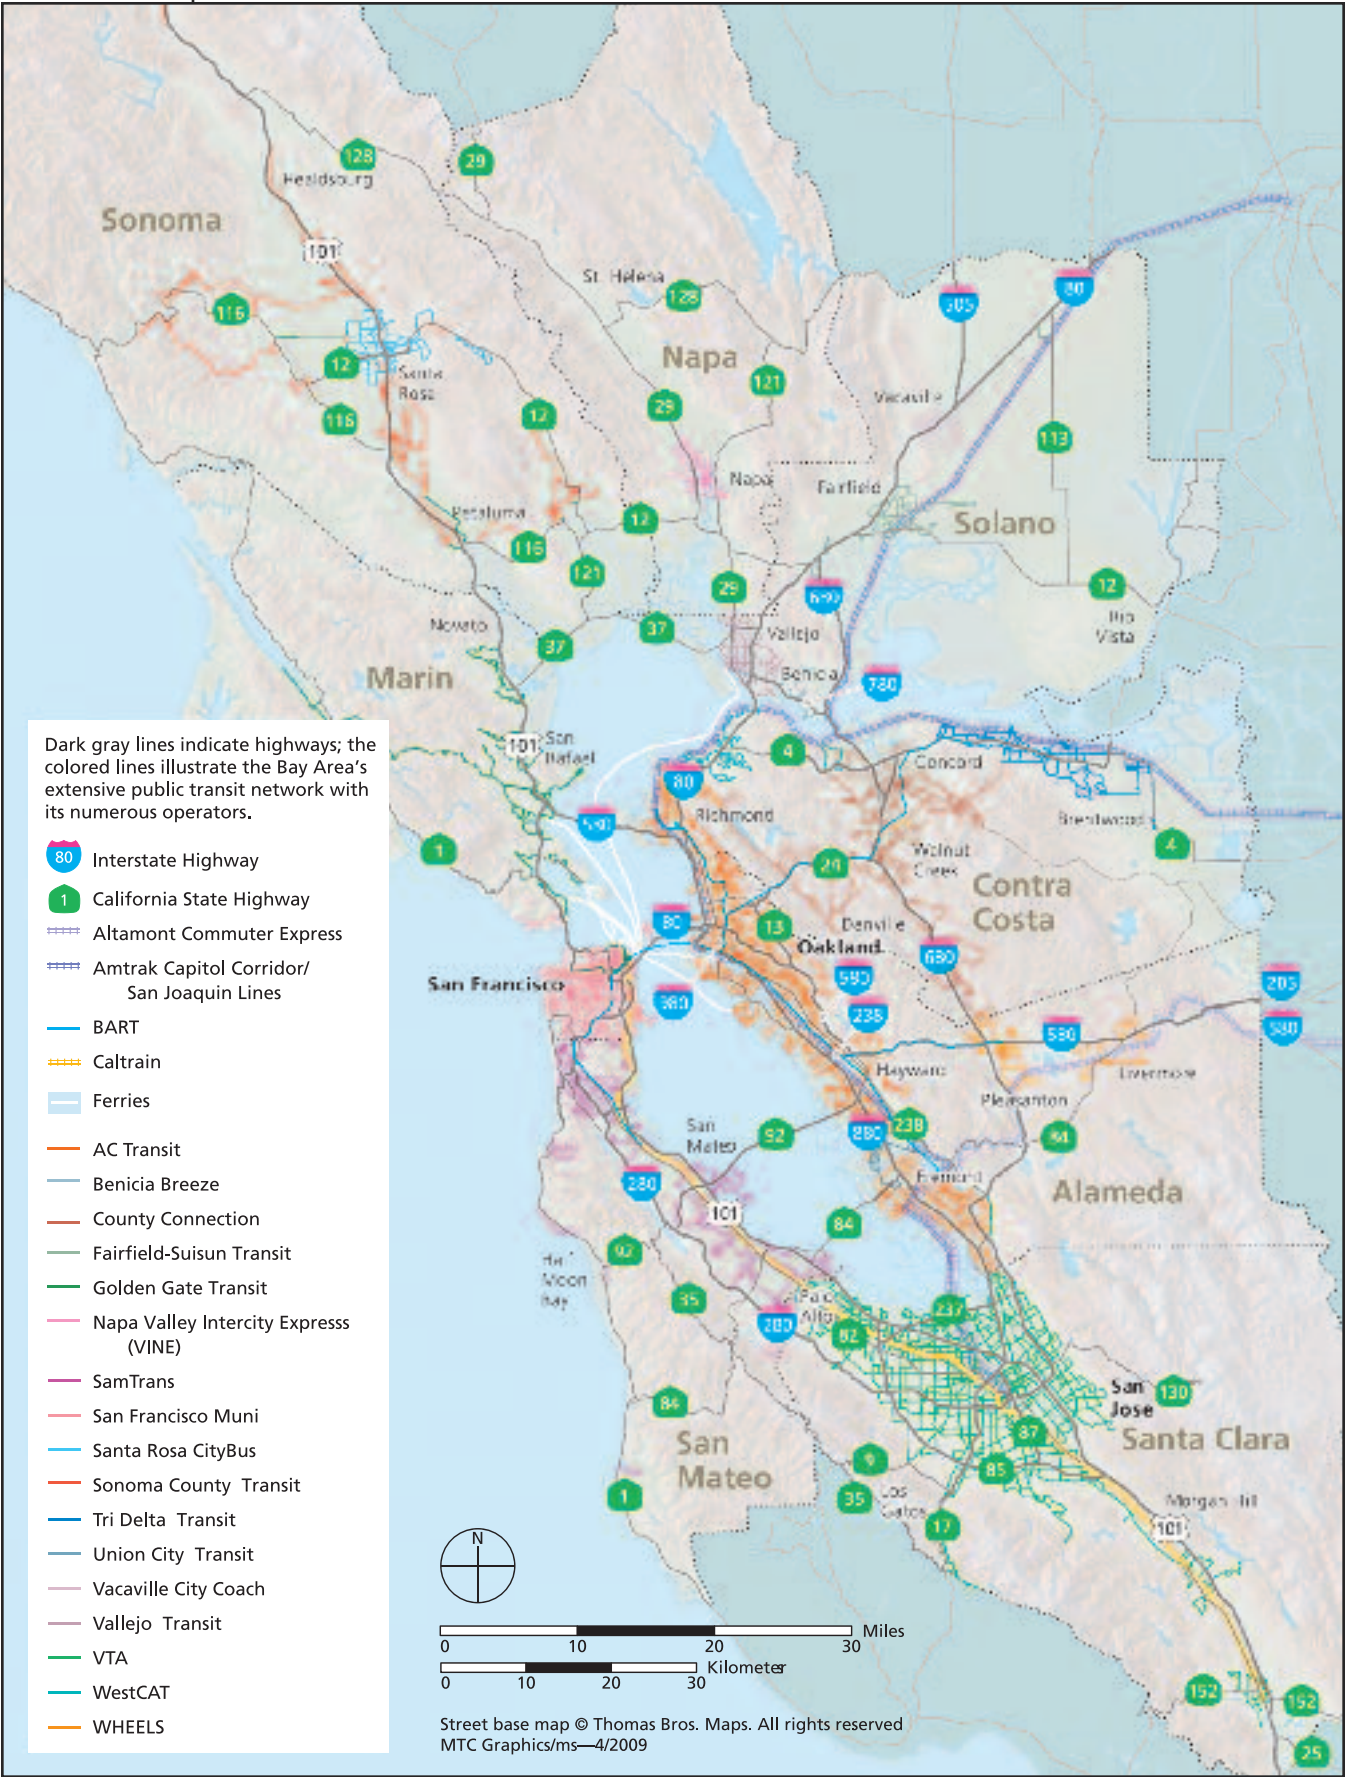 128
29
Healdsburg
Sonoma
101
St. Helena
128
80
505
116
Napa
12
Santa
Rosa
121
Vacaville
29
12
116
113
Napa
Fairfield
Petaluma
12
Solano
116
121
29
680
12
Rio
Vista
Novato
37
37
Vallejo
Marin
Benicia
780
Dark gray lines indicate highways; the
colored lines illustrate the Bay Area's
extensive public transit network with
its numerous operators.
80 Interstate Highway
1 California State Highway
Altamont Commuter Express
Amtrak Capitol Corridor/
San Joaquin Lines
BART
Caltrain
Ferries
AC Transit
Benicia Breeze
County Connection
Fairfield-Suisun Transit
Golden Gate Transit
Napa Valley Intercity Expresss
(VINE)
SamTrans
San Francisco Muni
Santa Rosa CityBus
Sonoma County Transit
Tri Delta Transit
Union City Transit
Vacaville City Coach
Vallejo Transit
VTA
WestCAT
WHEELS
101
San
Rafael
4
Concord
80
Richmond
580
Brentwood
4
1
24
Walnut
Creek
Contra
Costa
80
13
Danville
Oakland
680
San Francisco
580
980
238
205
580
580
Hayward
Livermore
Pleasanton
San
Mateo
92
880
238
84
280
Fremont
Alameda
101
84
92
Half
Moon
Bay
35
280
Palo
Alto
237
82
San
Jose
130
84
87
Santa Clara
San
Mateo
9
85
1
35
Los
Gatos
17
Morgan Hill
101
N
0 10 20 30 Miles
0 10 20 30 Kilometers
152
152
25
Street base map © Thomas Bros. Maps. All rights reserved
MTC Graphics/ms—4/2009